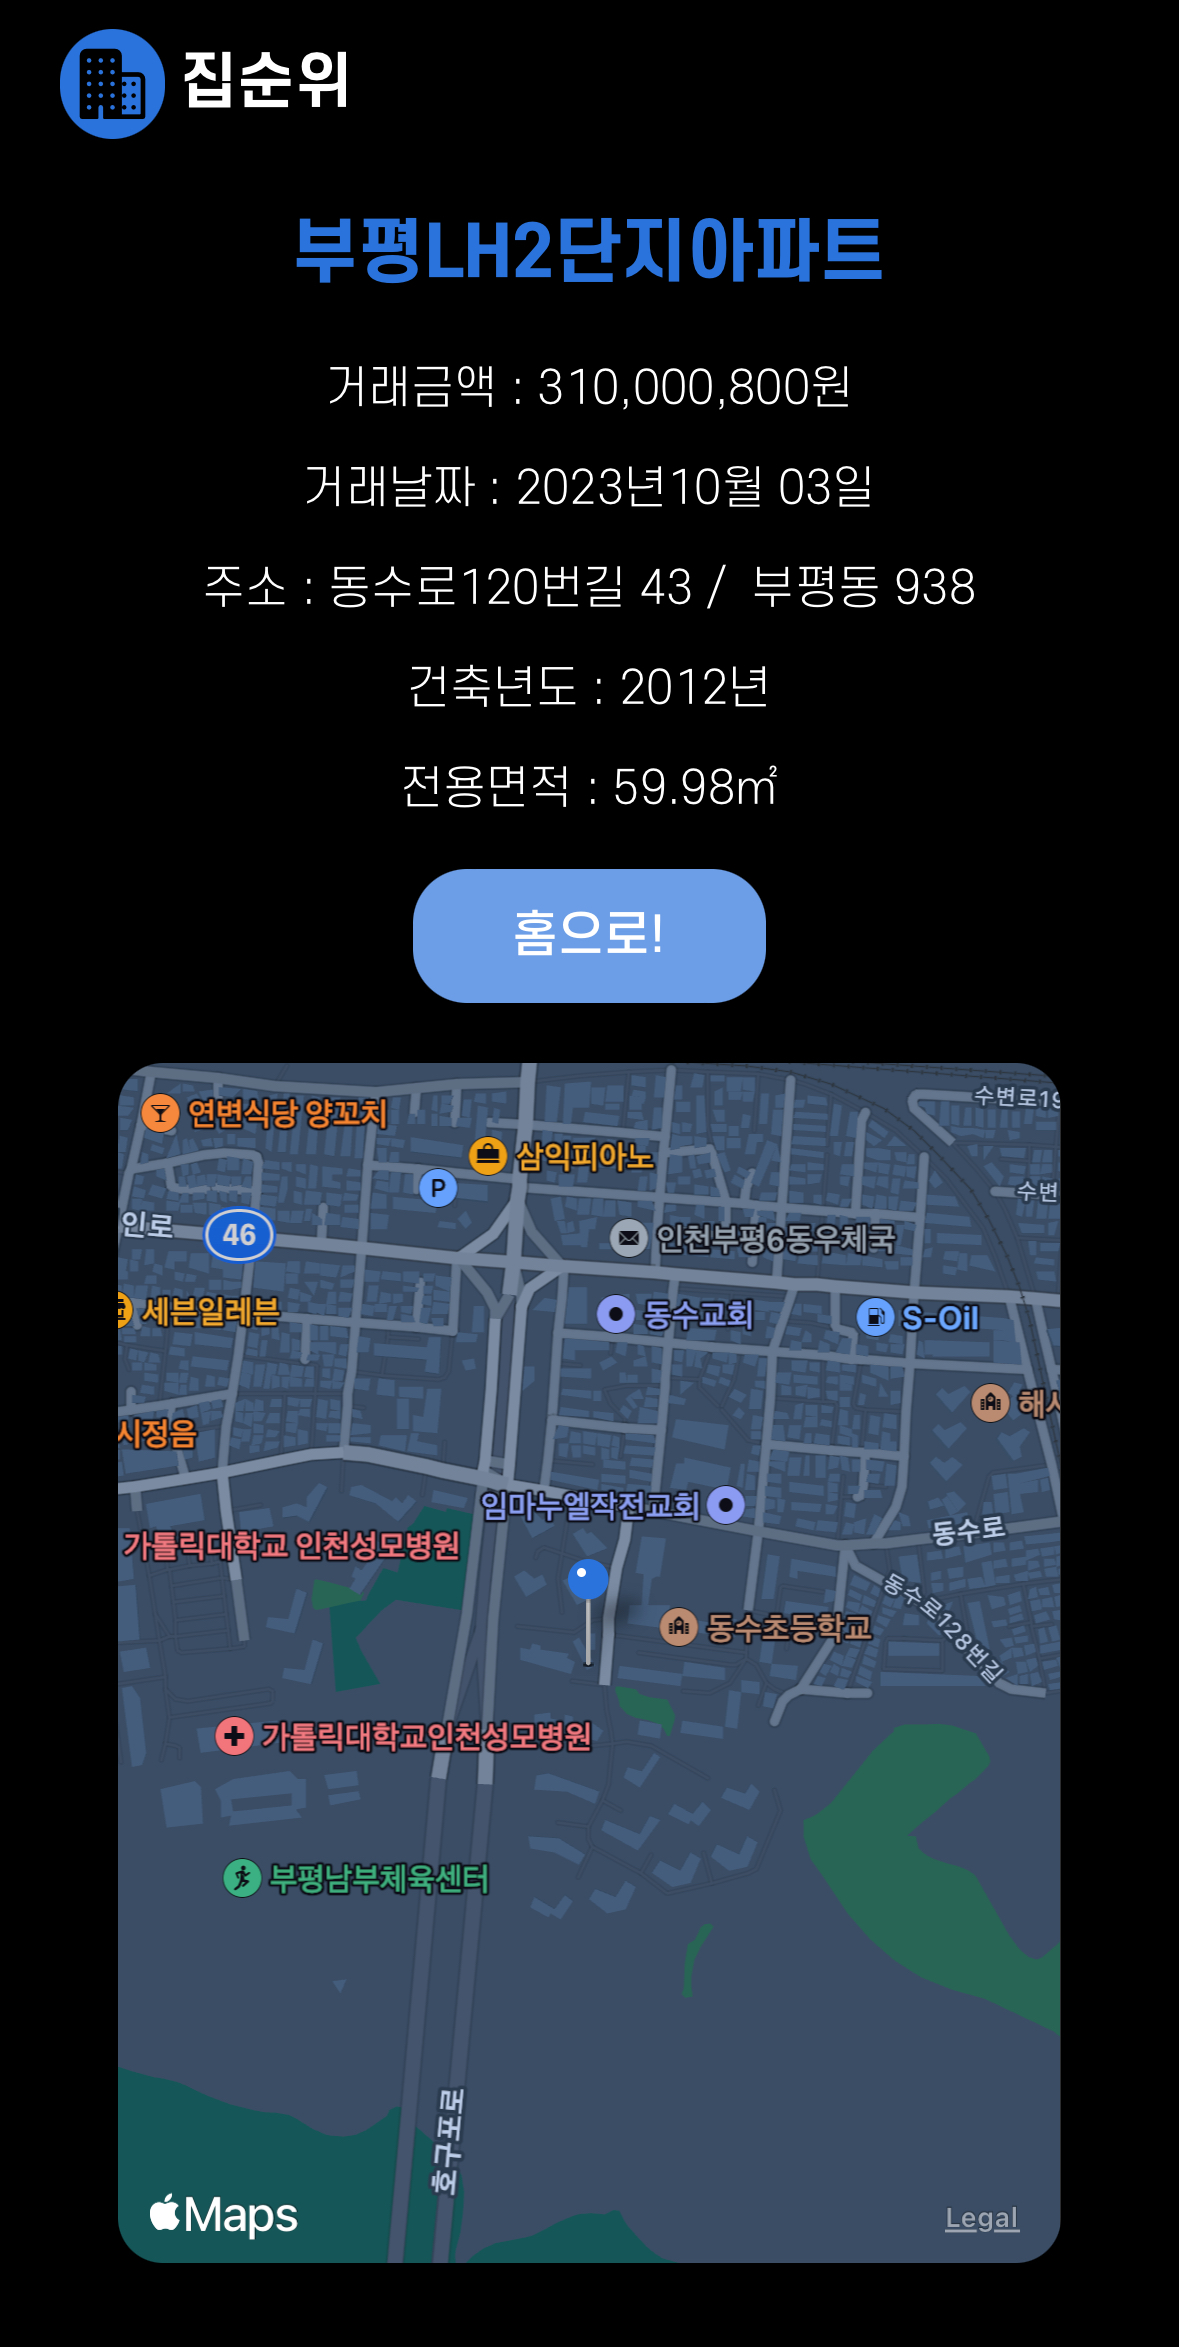 집순위
부평LH2단지아파트
거래금액 : 310,000,800원
거래날짜 : 2023년10월 03일
주소 : 동수로120번길 43 / 부평동 938
건축년도 : 2012년
전용면적 : 59.98㎡
홈으로!
수변로19
연변식당 양꼬치
삼익피아노
P
수변
인로
46
인천부평6동우체국
세븐일레븐
동수교회
S-Oil
시정음
임마누엘작전교회
동수로
가톨릭대학교 인천성모병원
동수로128번길
동수초등학교
가톨릭대학교인천성모병원
부평남부체육센터
호구포로
Maps
Legal